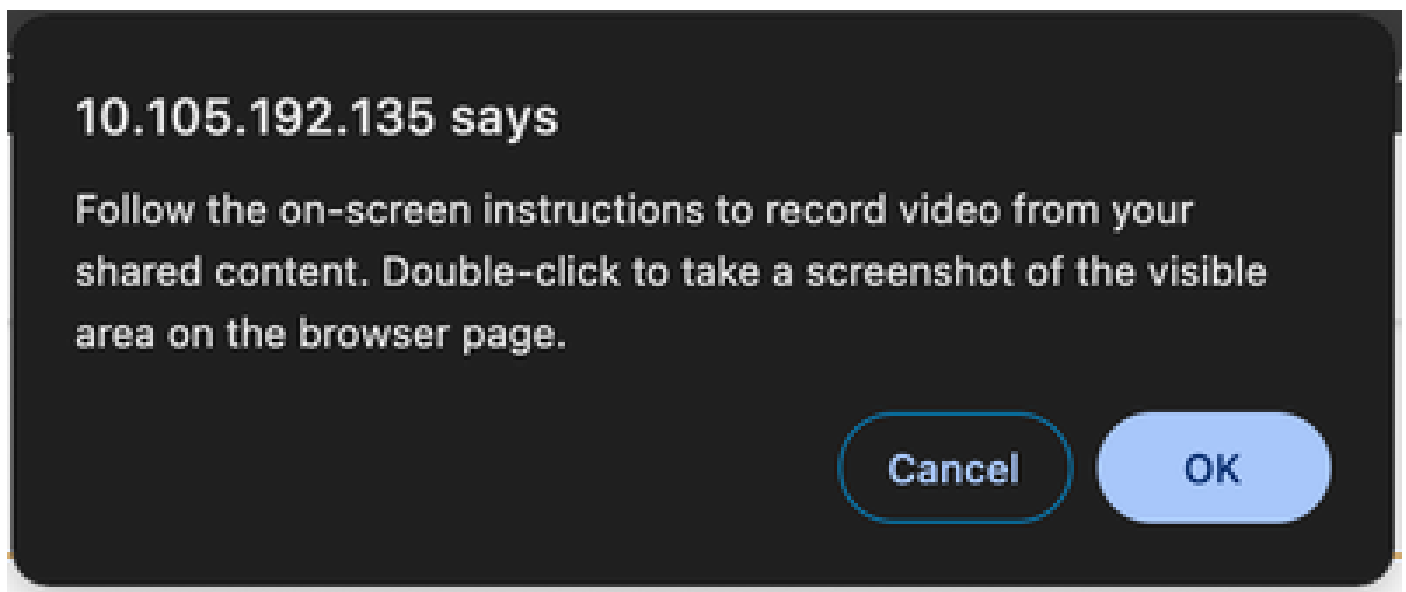 10.105.192.135 says
Follow the on-screen instructions to record video from your
shared content. Double-click to take a screenshot of the visible
area on the browser page.
Cancel
OK